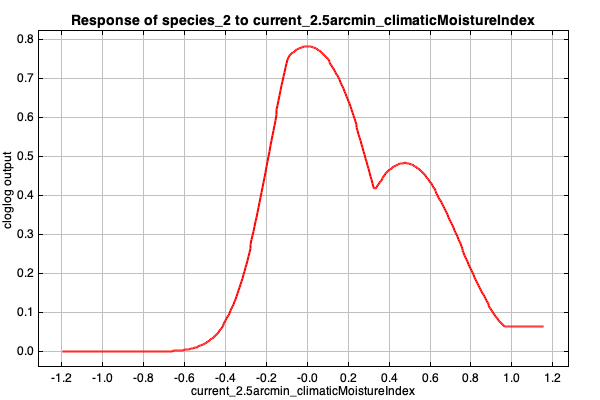 Response of species_2 to current_2.5arcmin_climaticMoistureIndex
cloglog output
0.8
0.7
0.6
0.5
0.4
0.3
0.2
0.1
0.0
-1.2 -1.0 -0.8 -0.6 -0.4 -0.2 -0.0 0.2 0.4 0.6 0.8 1.0 1.2
current_2.5arcmin_climaticMoistureIndex